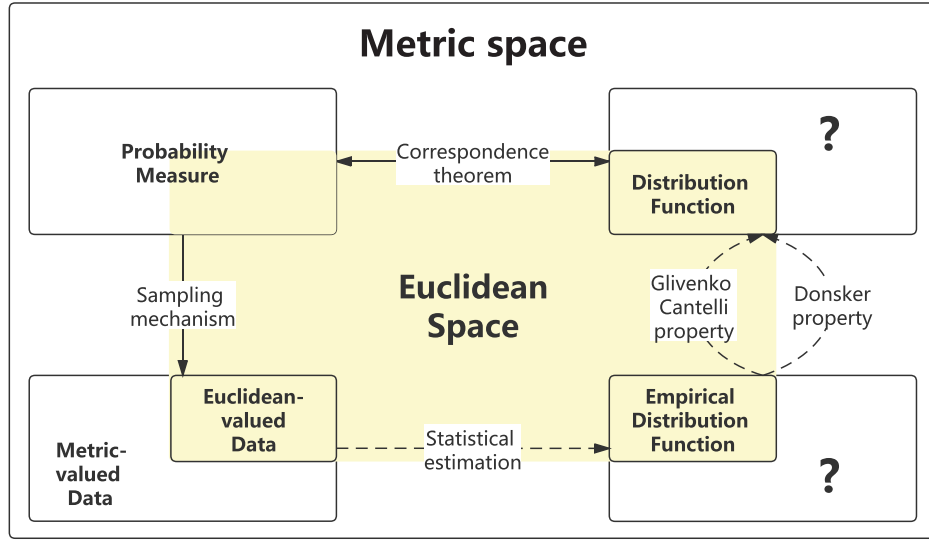 Metric space
Probability
Measure
Correspondence
theorem
?
Distribution
Function
Sampling
mechanism
Euclidean
Space
Glivenko
Cantelli
property
Donsker
property
Euclidean-
valued
Data
Metric-
valued
Data
Statistical
estimation
Empirical
Distribution
Function
?